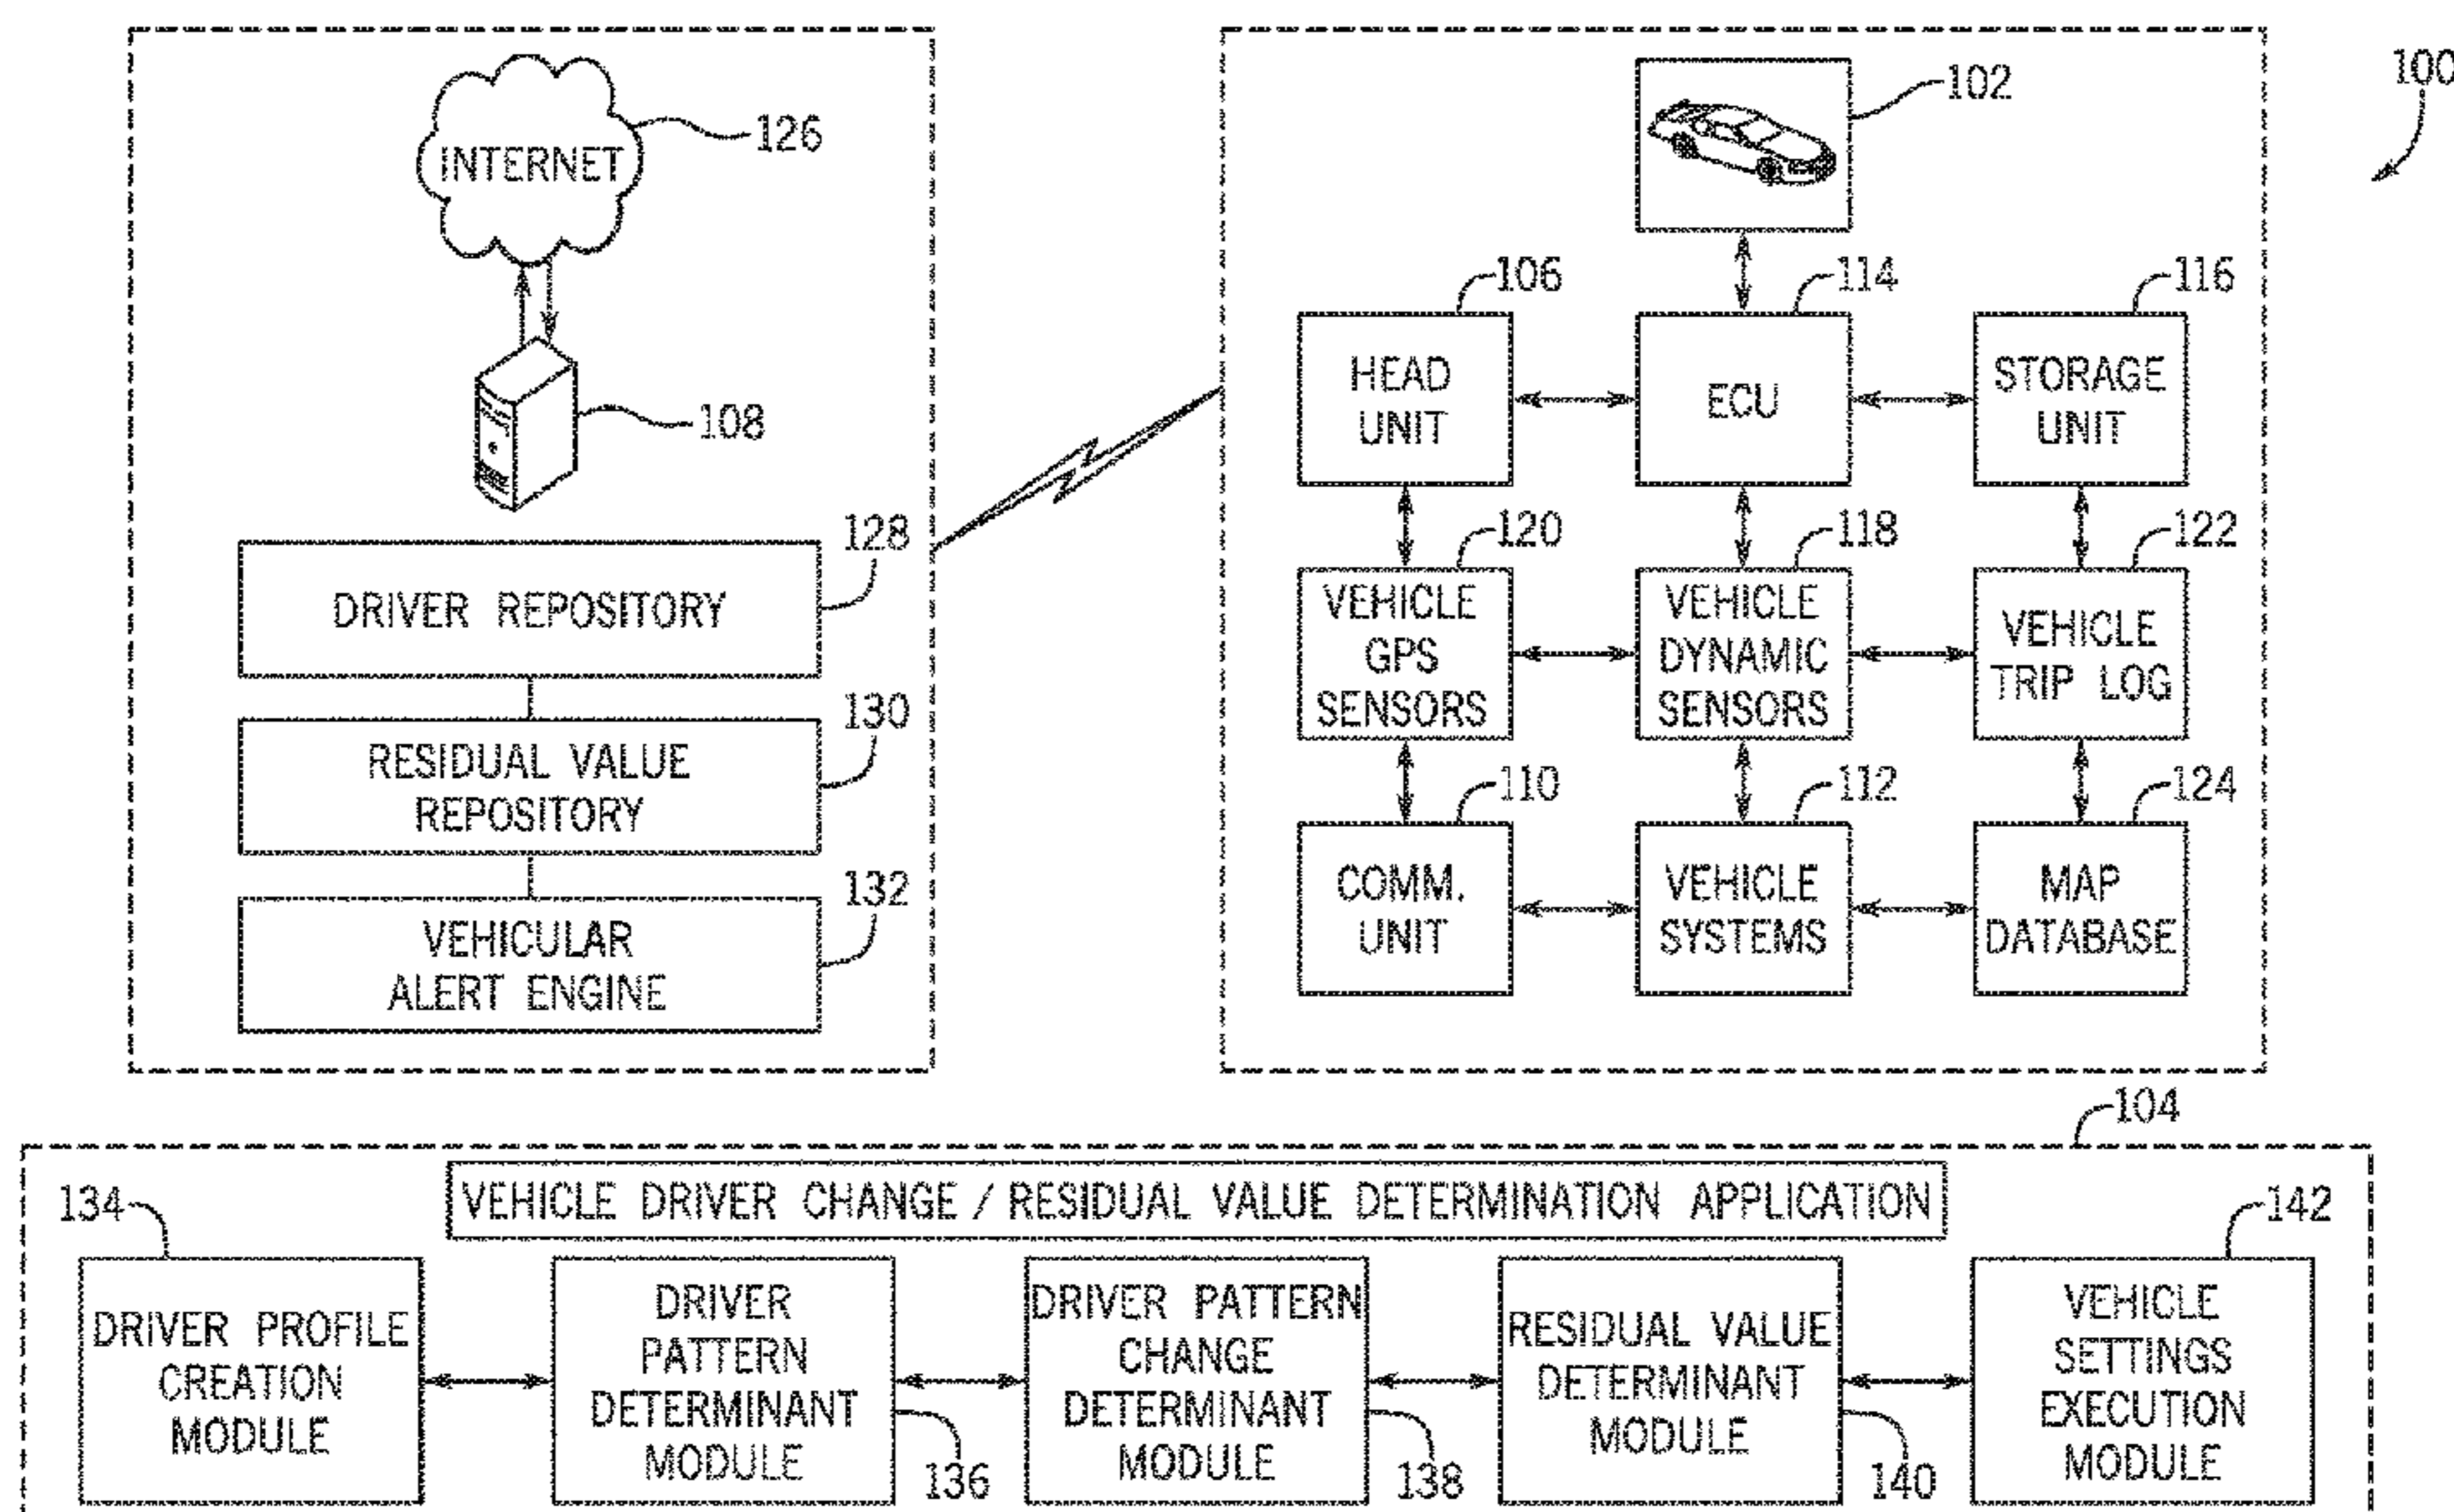 100
102
126
INTERNET
106
114
116
HEAD
UNIT
ECU
STORAGE
UNIT
108
128
120
118
122
DRIVER REPOSITORY
VEHICLE
GPS
SENSORS
VEHICLE
DYNAMIC
SENSORS
VEHICLE
TRIP LOG
130
RESIDUAL VALUE
REPOSITORY
110
112
124
132
VEHICULAR
ALERT ENGINE
COMM.
UNIT
VEHICLE
SYSTEMS
MAP
DATABASE
104
VEHICLE DRIVER CHANGE / RESIDUAL VALUE DETERMINATION APPLICATION
134
142
DRIVER PROFILE
CREATION
MODULE
DRIVER
PATTERN
DETERMINANT
MODULE
136
DRIVER PATTERN
CHANGE
DETERMINANT
MODULE
138
RESIDUAL VALUE
DETERMINANT
MODULE
140
VEHICLE
SETTINGS
EXECUTION
MODULE